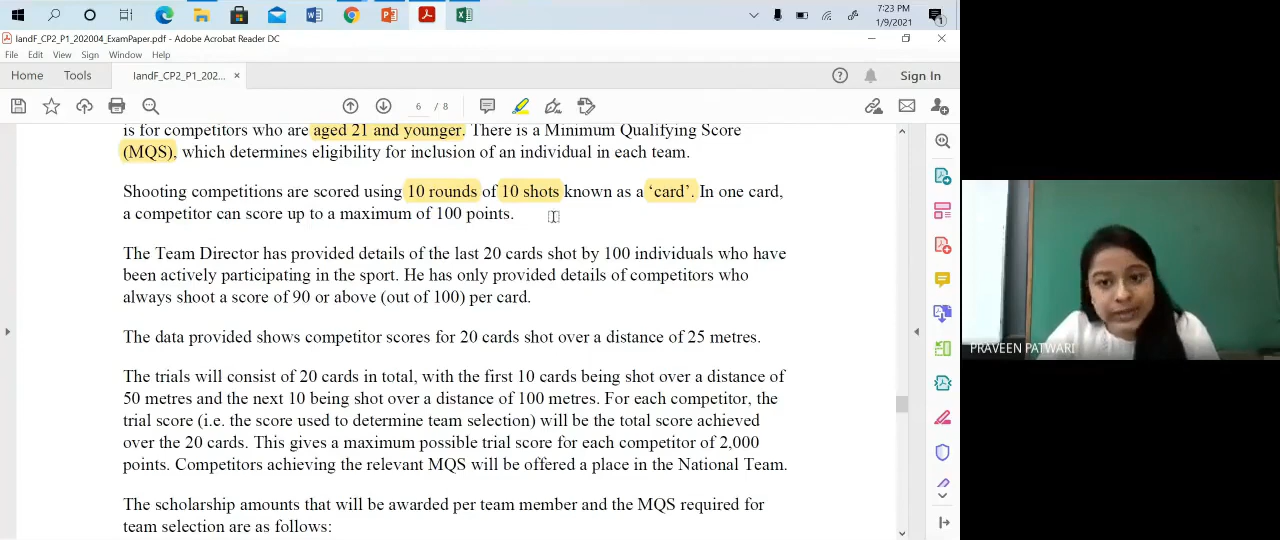 7:23 PM
1/9/2021
IandF_CP2_P1_202004_ExamPaper.pdf - Adobe Acrobat Reader DC
File Edit View Sign Window Help
Home Tools IandF_CP2_P1_202... × Sign In
6 / 8
is for competitors who are aged 21 and younger. There is a Minimum Qualifying Score
(MQS), which determines eligibility for inclusion of an individual in each team.
Shooting competitions are scored using 10 rounds of 10 shots known as a ‘card’. In one card,
a competitor can score up to a maximum of 100 points.
The Team Director has provided details of the last 20 cards shot by 100 individuals who have
been actively participating in the sport. He has only provided details of competitors who
always shoot a score of 90 or above (out of 100) per card.
The data provided shows competitor scores for 20 cards shot over a distance of 25 metres.
The trials will consist of 20 cards in total, with the first 10 cards being shot over a distance of
50 metres and the next 10 being shot over a distance of 100 metres. For each competitor, the
trial score (i.e. the score used to determine team selection) will be the total score achieved
over the 20 cards. This gives a maximum possible trial score for each competitor of 2,000
points. Competitors achieving the relevant MQS will be offered a place in the National Team.
The scholarship amounts that will be awarded per team member and the MQS required for
team selection are as follows:
PRAVEEN PATWARI